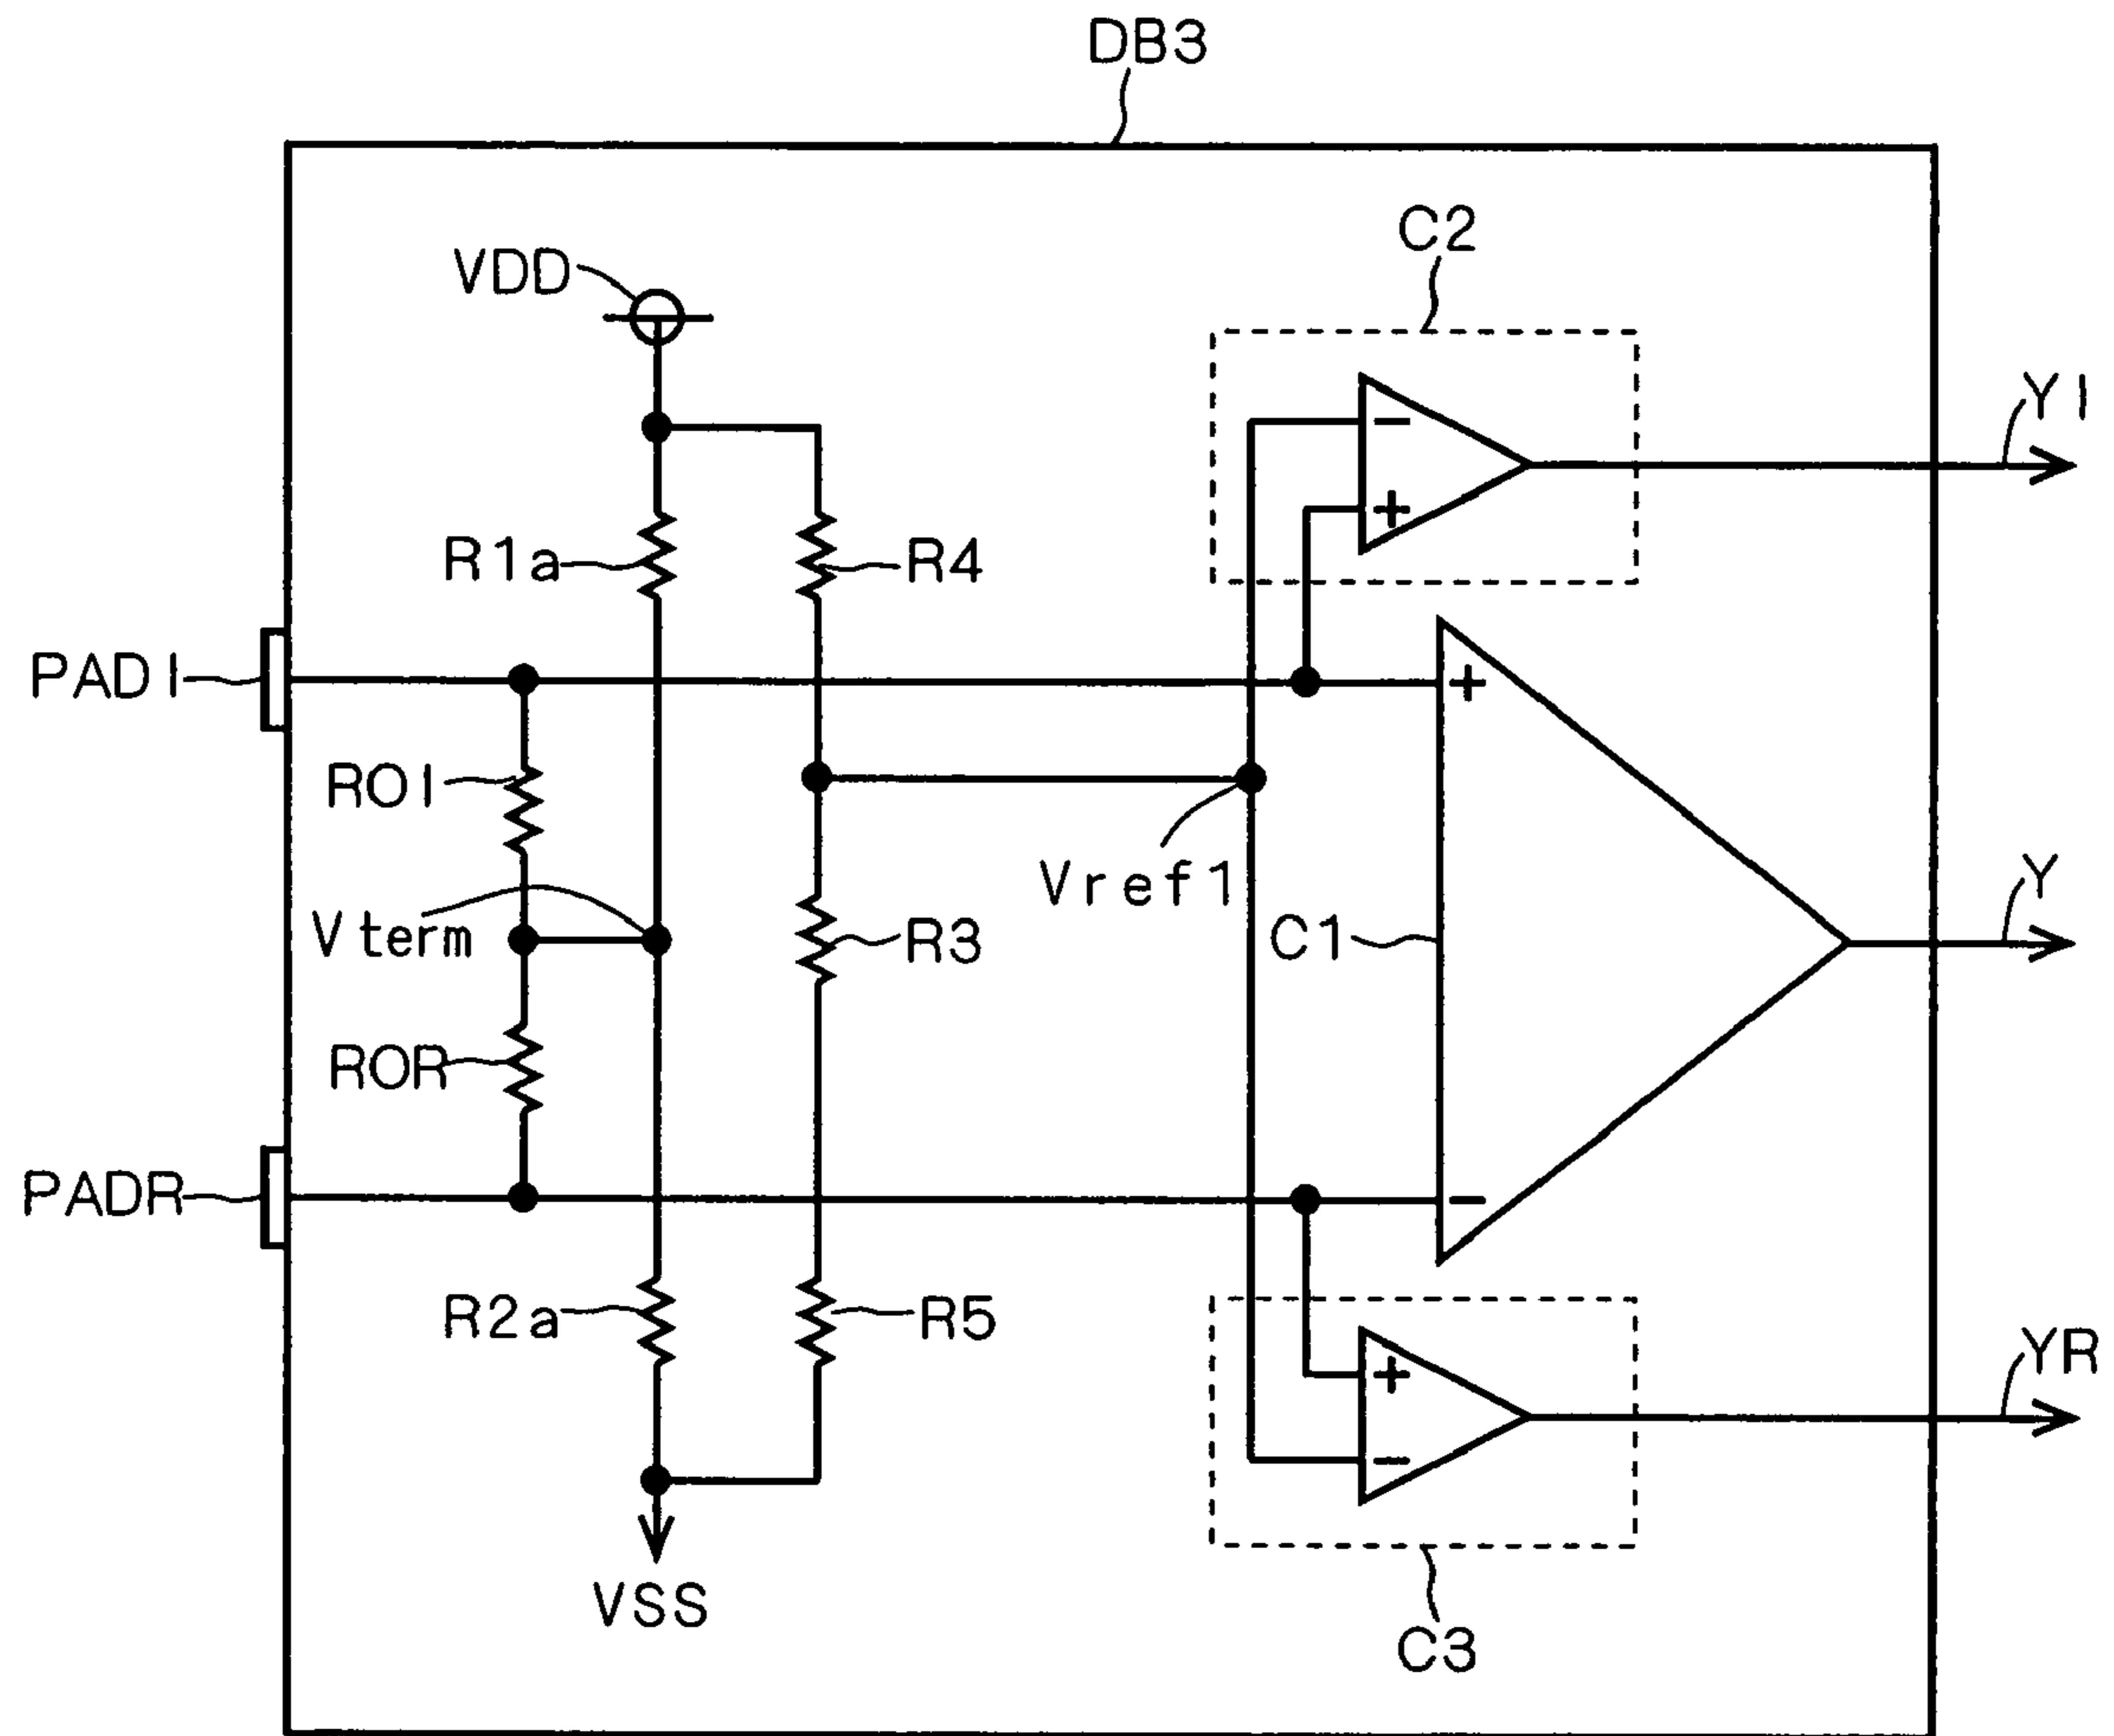 DB3
C2
VDD
YI
R1a
R4
PADI
ROI
Vref1
Y
Vterm
R3
C1
ROR
PADR
R2a
R5
YR
VSS
C3
+
-
+
-
+
-